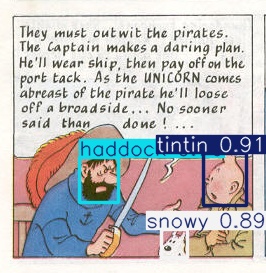 They must outwit the pirates.
The Captain makes a daring plan.
He'll wear ship, then pay off on the
port tack. As the UNICORN comes
abreast of the pirate he'll loose
off a broadside... No sooner
said than done! ...
haddoc
tintin 0.91
snowy 0.89